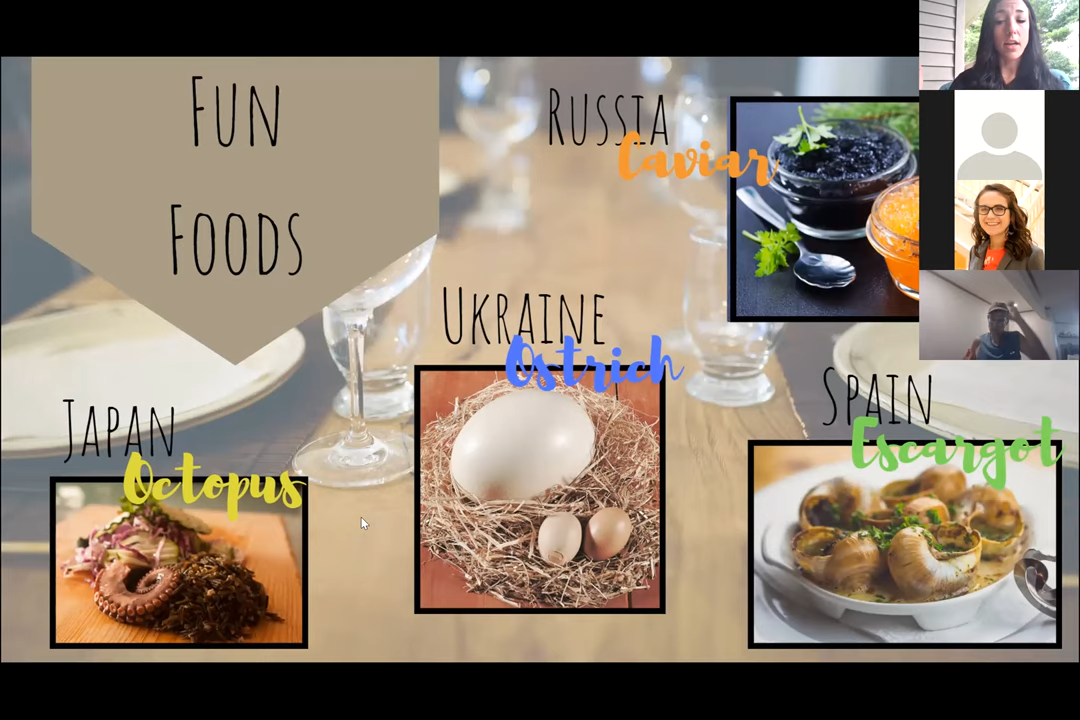 FUN
FOODS
RUSSIA
Caviar
UKRAINE
Ostrich
JAPAN
Octopus
SPAIN
Escargot